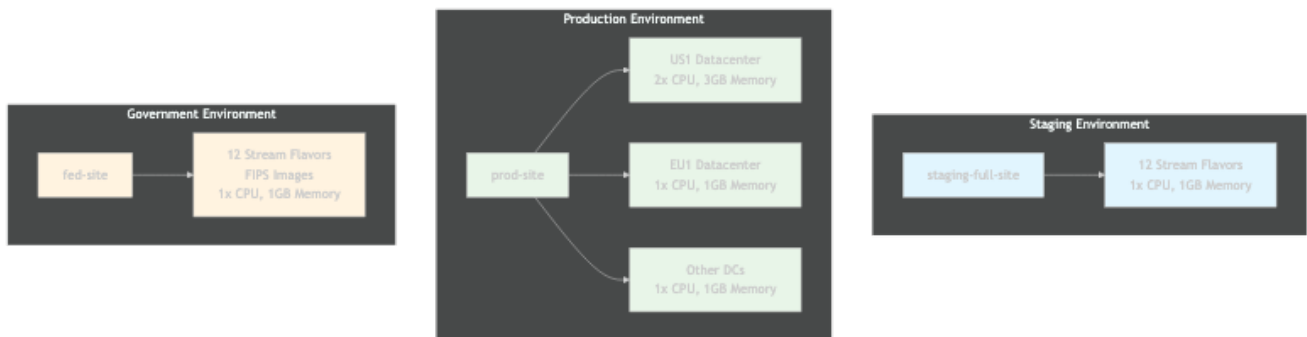 Government Environment
fed-site
12 Stream Flavors
FIPS Images
1x CPU, 1GB Memory
Production Environment
prod-site
US1 Datacenter
2x CPU, 3GB Memory
EU1 Datacenter
1x CPU, 1GB Memory
Other DCs
1x CPU, 1GB Memory
Staging Environment
staging-full-site
12 Stream Flavors
1x CPU, 1GB Memory